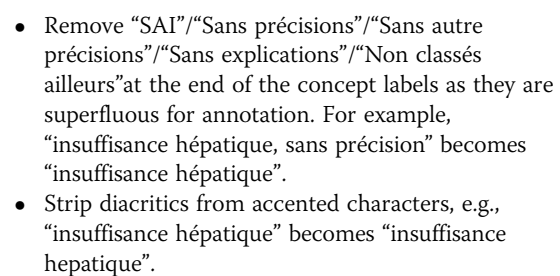 • Remove “SAI”/“Sans précisions”/“Sans autre
précisions”/“Sans explications”/“Non classés
ailleurs”at the end of the concept labels as they are
superfluous for annotation. For example,
“insuffisance hépatique, sans précision” becomes
“insuffisance hépatique”.
• Strip diacritics from accented characters, e.g.,
“insuffisance hépatique” becomes “insuffisance
hepatique”.